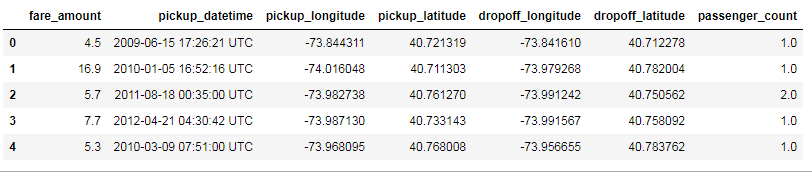 fare_amount pickup_datetime pickup_longitude pickup_latitude dropoff_longitude dropoff_latitude passenger_count
0 4.5 2009-06-15 17:26:21 UTC -73.844311 40.721319 -73.841610 40.712278 1.0
1 16.9 2010-01-05 16:52:16 UTC -74.016048 40.711303 -73.979268 40.782004 1.0
2 5.7 2011-08-18 00:35:00 UTC -73.982738 40.761270 -73.991242 40.750562 2.0
3 7.7 2012-04-21 04:30:42 UTC -73.987130 40.733143 -73.991567 40.758092 1.0
4 5.3 2010-03-09 07:51:00 UTC -73.968095 40.768008 -73.956655 40.783762 1.0